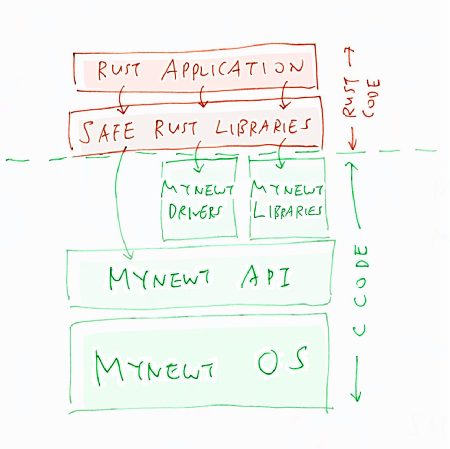 RUST APPLICATION
SAFE RUST LIBRARIES
RUST CODE
MYNEWT
DRIVERS
MYNEWT
LIBRARIES
MYNEWT API
MYNEWT OS
C CODE